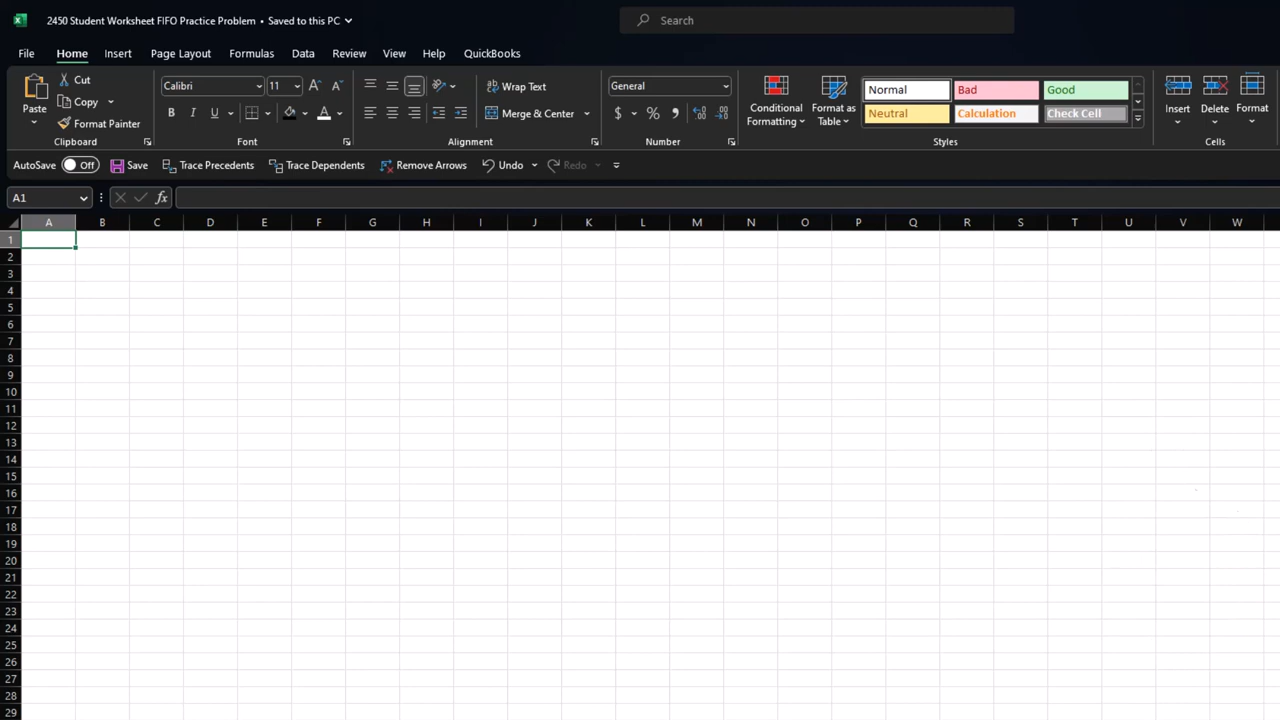 2450 Student Worksheet FIFO Practice Problem • Saved to this PC
Search
File Home Insert Page Layout Formulas Data Review View Help QuickBooks
Paste
Cut
Copy
Format Painter
Clipboard
Calibri 11
B I U A
Font
Wrap Text
Merge & Center
Alignment
General
$ %
Number
Conditional Formatting
Format as Table
Normal Bad Good
Neutral Calculation Check Cell
Styles
Insert Delete Format
Cells
AutoSave Off Save Trace Precedents Trace Dependents Remove Arrows Undo Redo
A1 fx
A B C D E F G H I J K L M N O P Q R S T U V W
1
2
3
4
5
6
7
8
9
10
11
12
13
14
15
16
17
18
19
20
21
22
23
24
25
26
27
28
29